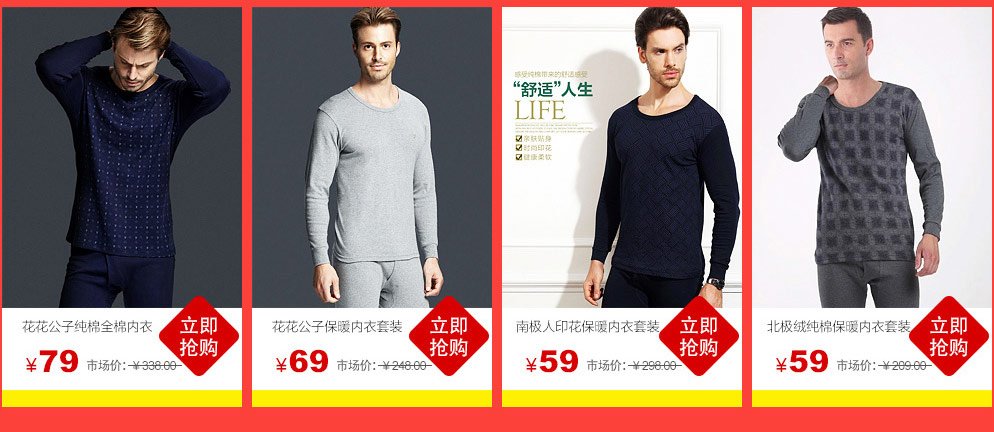 花花公子纯棉全棉内衣
¥79 市场价：¥338.00
立即
抢购
花花公子保暖内衣套装
¥69 市场价：¥248.00
立即
抢购
感受纯棉带来的舒适感受
“舒适”人生
LIFE
亲肤贴身
时尚印花
健康柔软
南极人印花保暖内衣套装
¥59 市场价：¥298.00
立即
抢购
北极绒纯棉保暖内衣套装
¥59 市场价：¥209.00
立即
抢购